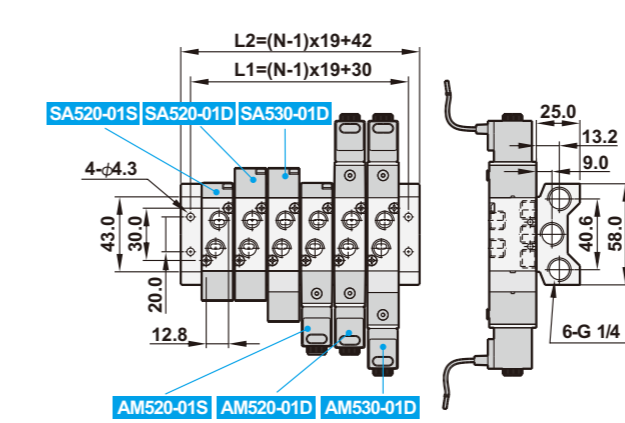 L2=(N-1)x19+42
L1=(N-1)x19+30
SA520-01S SA520-01D SA530-01D
25.0
13.2
9.0
4-ϕ4.3
43.0
30.0
20.0
12.8
40.6
58.0
6-G 1/4
AM520-01S AM520-01D AM530-01D